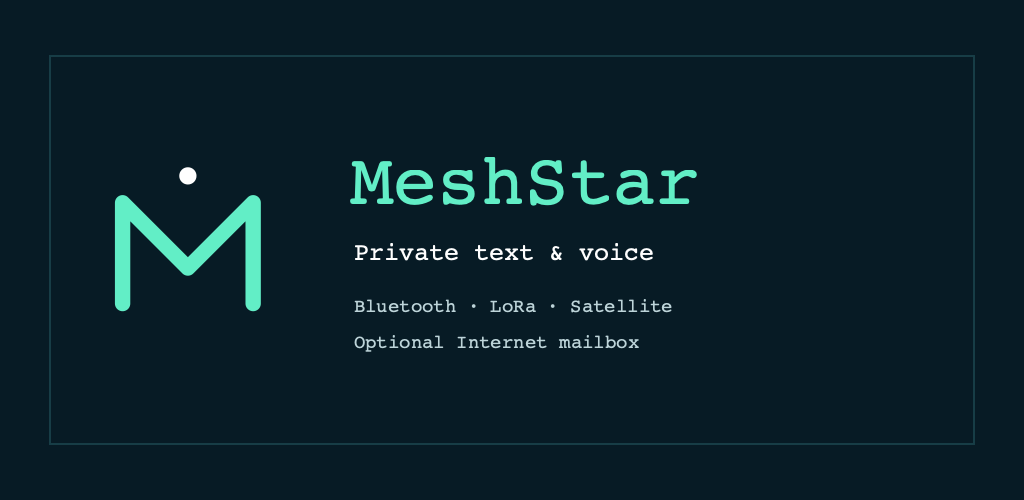 MeshStar
Private text & voice
Bluetooth · LoRa · Satellite
Optional Internet mailbox